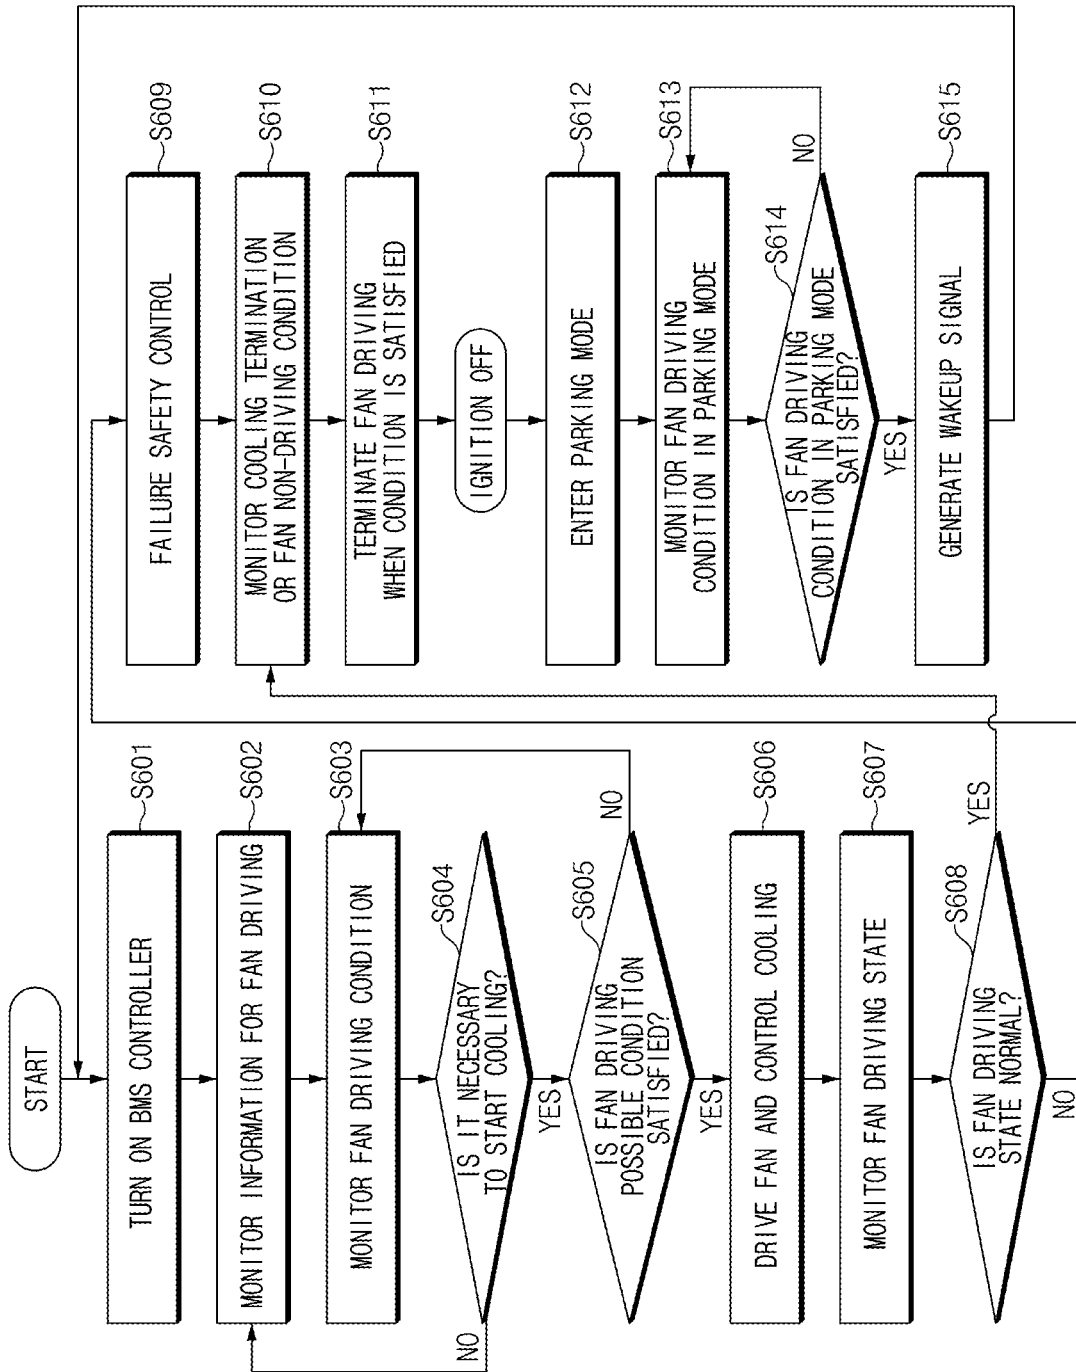 START
TURN ON BMS CONTROLLER
S601
MONITOR INFORMATION FOR FAN DRIVING
S602
MONITOR FAN DRIVING CONDITION
S603
IS IT NECESSARY
TO START COOLING?
S604
NO
YES
IS FAN DRIVING
POSSIBLE CONDITION
SATISFIED?
S605
NO
YES
DRIVE FAN AND CONTROL COOLING
S606
MONITOR FAN DRIVING STATE
S607
IS FAN DRIVING
STATE NORMAL?
S608
YES
NO
FAILURE SAFETY CONTROL
S609
MONITOR COOLING TERMINATION
OR FAN NON-DRIVING CONDITION
S610
TERMINATE FAN DRIVING
WHEN CONDITION IS SATISFIED
S611
IGNITION OFF
ENTER PARKING MODE
S612
MONITOR FAN DRIVING
CONDITION IN PARKING MODE
S613
IS FAN DRIVING
CONDITION IN PARKING MODE
SATISFIED?
S614
NO
YES
GENERATE WAKEUP SIGNAL
S615